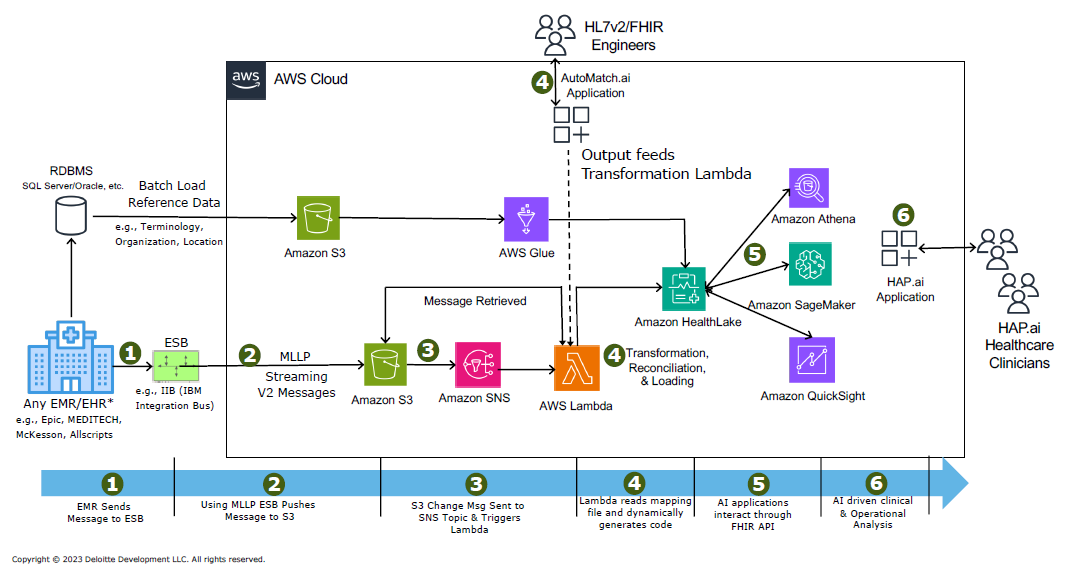 HL7v2/FHIR
Engineers
aws
AWS Cloud
4
AutoMatch.ai
Application
Output feeds
Transformation Lambda
RDBMS
SQL Server/Oracle, etc.
Batch Load
Reference Data
e.g., Terminology,
Organization, Location
Amazon S3
AWS Glue
Amazon Athena
5
Amazon SageMaker
6
HAP.ai
Application
HAP.ai
Healthcare
Clinicians
Message Retrieved
Amazon HealthLake
1
ESB
e.g., IIB (IBM
Integration Bus)
2
MLLP
Streaming
V2 Messages
Amazon S3
3
Amazon SNS
AWS Lambda
4
Transformation,
Reconciliation,
& Loading
Amazon QuickSight
Any EMR/EHR*
e.g., Epic, MEDITECH,
McKesson, Allscripts
1
EMR Sends
Message to ESB
2
Using MLLP ESB Pushes
Message to S3
3
S3 Change Msg Sent to
SNS Topic & Triggers
Lambda
4
Lambda reads mapping
file and dynamically
generates code
5
AI applications
interact through
FHIR API
6
AI driven clinical
& Operational
Analysis
Copyright © 2023 Deloitte Development LLC. All rights reserved.